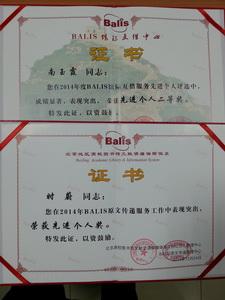 Balis
BALIS 馆际互借中心
证书
南玉霞 同志：
您在2014年度BALIS馆际互借服务先进个人评选中，
成绩显著，表现突出，荣获先进个人二等奖。
特发此证，以资鼓励。
Balis
北京地区高校图书馆文献资源保障体系
Beijing Academic Library & Information System
证书
时蔚 同志：
您在2014年BALIS原文传递服务工作中表现突出，
荣获先进个人奖。
特发此证，以资鼓励。